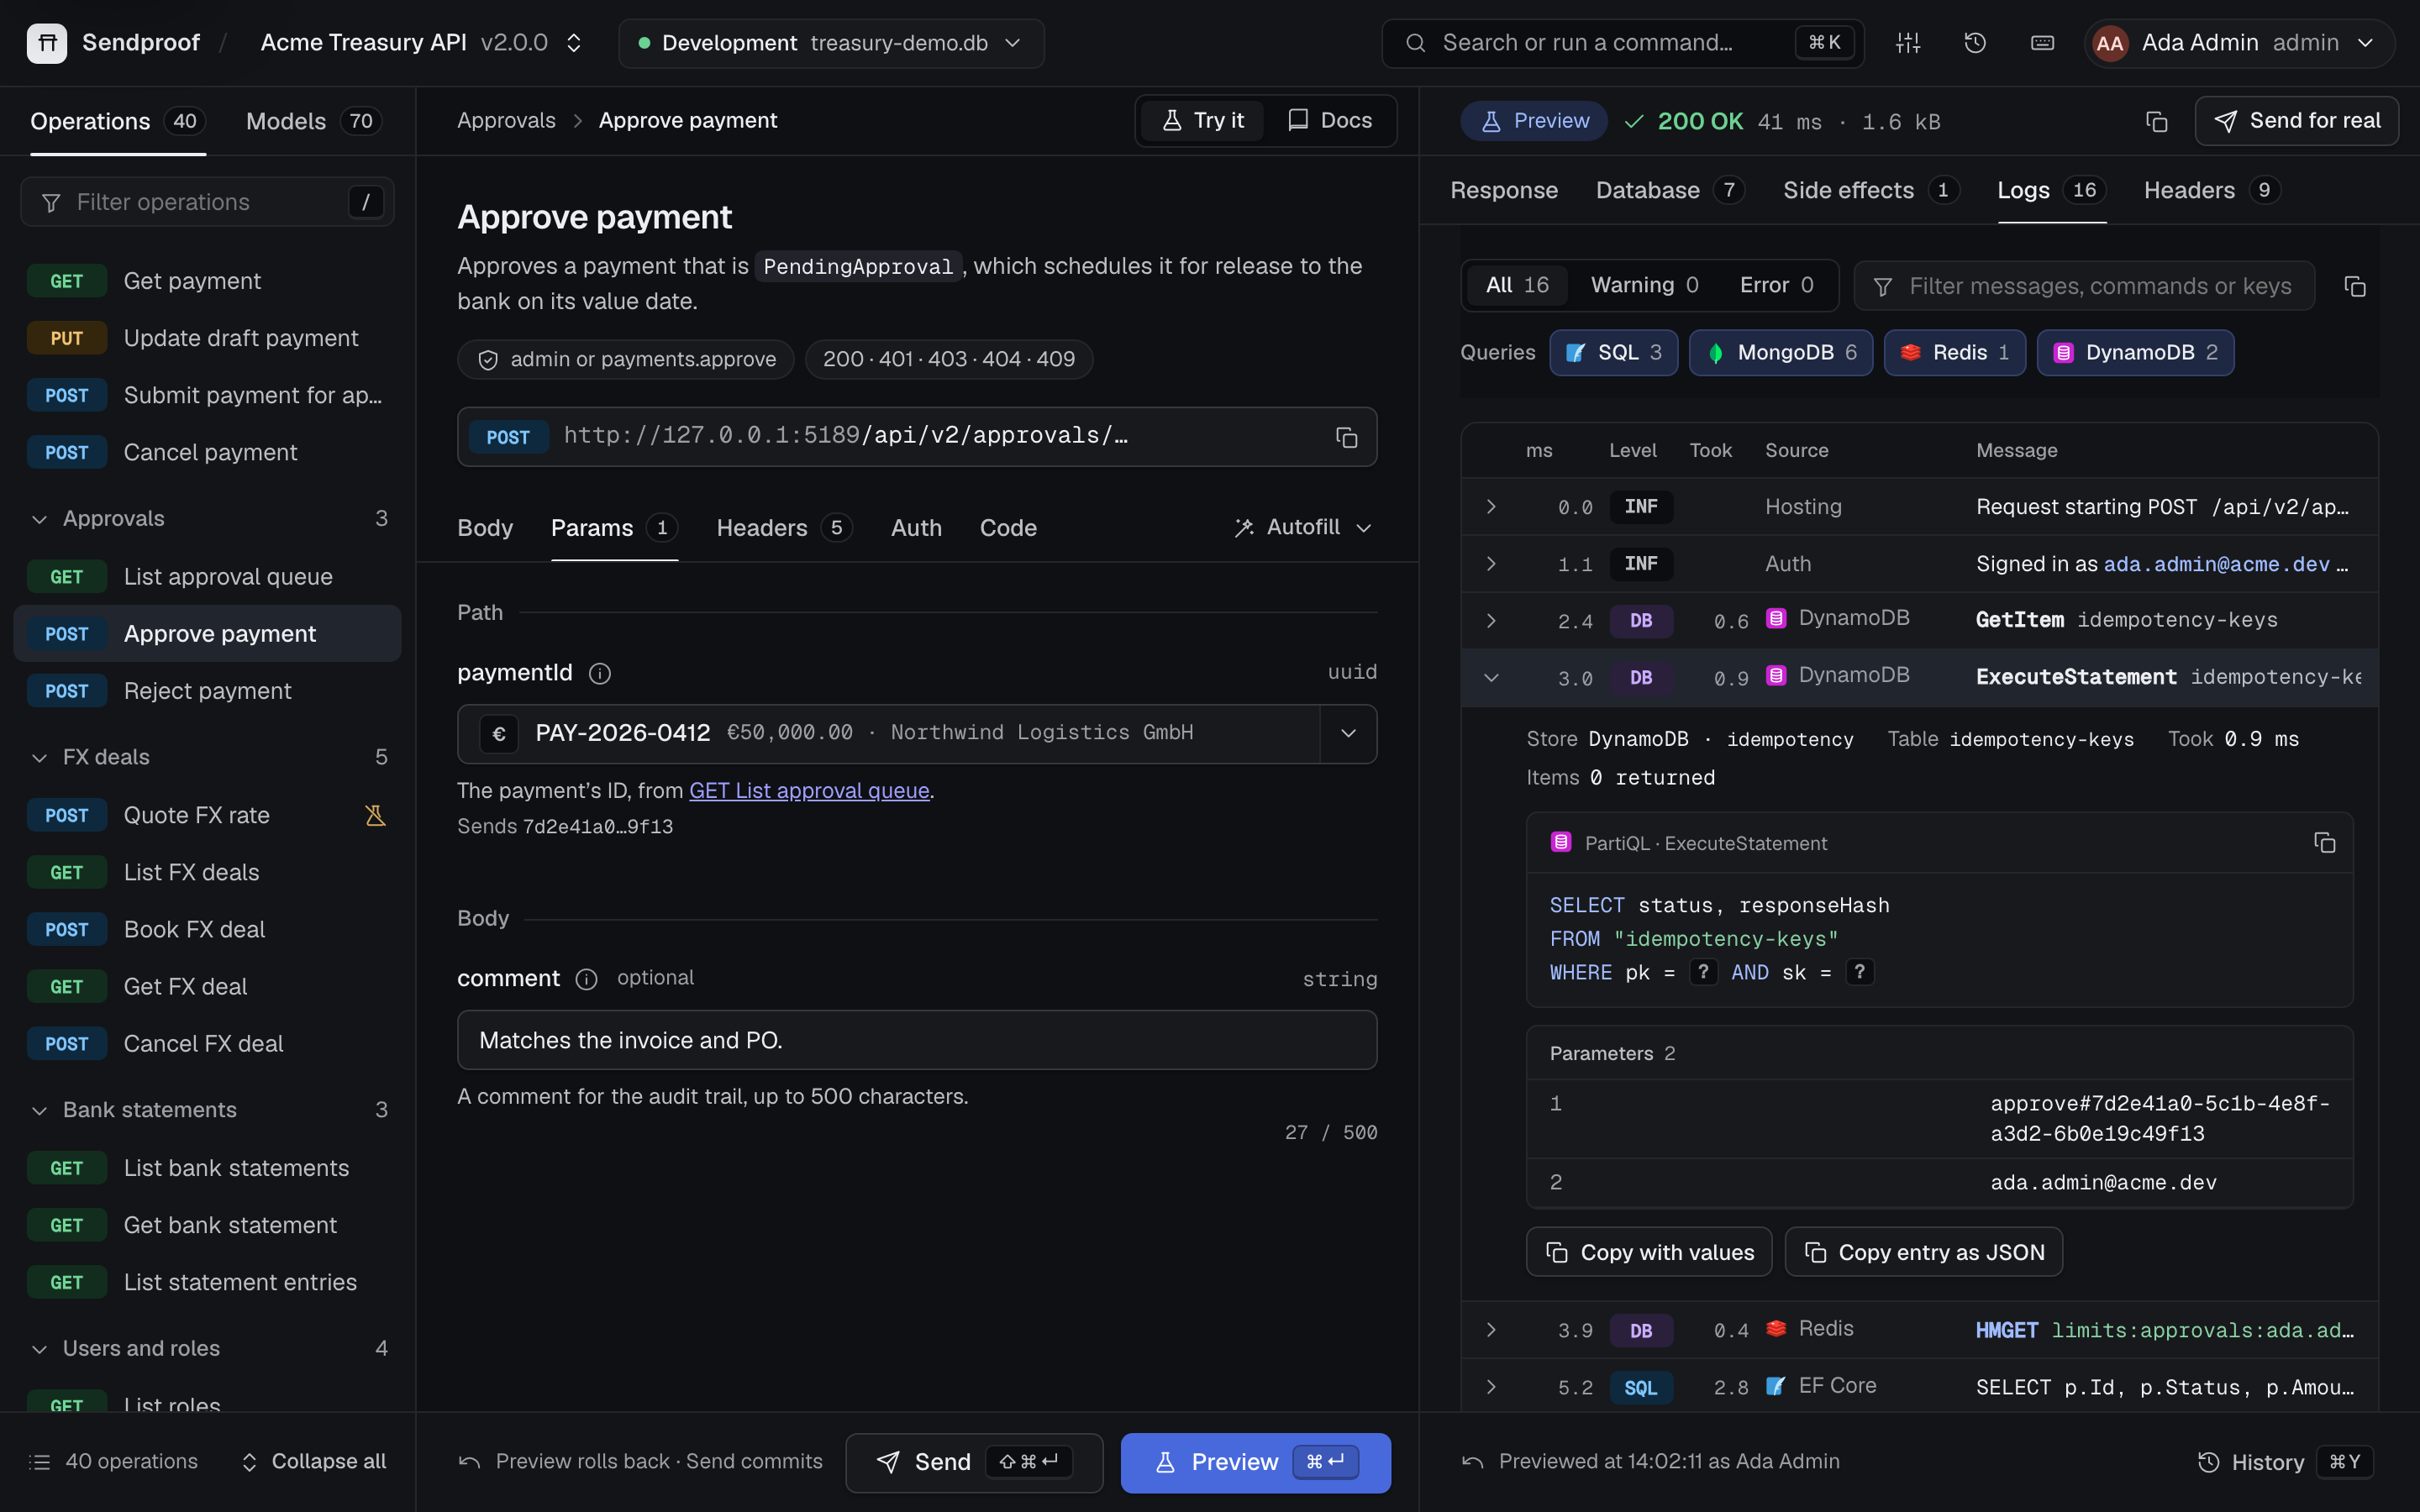 Sendproof / Acme Treasury API v2.0.0
Development treasury-demo.db
Search or run a command... ⌘K
AA Ada Admin admin
Operations 40 Models 70
Filter operations /
GET Get payment
PUT Update draft payment
POST Submit payment for ap...
POST Cancel payment
Approvals 3
GET List approval queue
POST Approve payment
POST Reject payment
FX deals 5
POST Quote FX rate
GET List FX deals
POST Book FX deal
GET Get FX deal
POST Cancel FX deal
Bank statements 3
GET List bank statements
GET Get bank statement
GET List statement entries
Users and roles 4
GET List roles
40 operations Collapse all
Approvals > Approve payment
Try it Docs
Approve payment
Approves a payment that is PendingApproval, which schedules it for release to the
bank on its value date.
admin or payments.approve 200 · 401 · 403 · 404 · 409
POST http://127.0.0.1:5189/api/v2/approvals/…
Body Params 1 Headers 5 Auth Code Autofill
Path
paymentId uuid
€ PAY-2026-0412 €50,000.00 · Northwind Logistics GmbH
The payment’s ID, from GET List approval queue.
Sends 7d2e41a0…9f13
Body
comment optional string
Matches the invoice and PO.
A comment for the audit trail, up to 500 characters.
27 / 500
Preview rolls back · Send commits
Send ⇧⌘↵
Preview ⌘↵
Preview 200 OK 41 ms · 1.6 kB
Send for real
Response Database 7 Side effects 1 Logs 16 Headers 9
All 16 Warning 0 Error 0
Filter messages, commands or keys
Queries SQL 3 MongoDB 6 Redis 1 DynamoDB 2
ms Level Took Source Message
0.0 INF Hosting Request starting POST /api/v2/ap…
1.1 INF Auth Signed in as ada.admin@acme.dev …
2.4 DB 0.6 DynamoDB GetItem idempotency-keys
3.0 DB 0.9 DynamoDB ExecuteStatement idempotency-ke
Store DynamoDB · idempotency Table idempotency-keys Took 0.9 ms
Items 0 returned
PartiQL · ExecuteStatement
SELECT status, responseHash
FROM "idempotency-keys"
WHERE pk = ? AND sk = ?
Parameters 2
1 approve#7d2e41a0-5c1b-4e8f-
a3d2-6b0e19c49f13
2 ada.admin@acme.dev
Copy with values Copy entry as JSON
3.9 DB 0.4 Redis HMGET limits:approvals:ada.ad…
5.2 SQL 2.8 EF Core SELECT p.Id, p.Status, p.Amou…
Previewed at 14:02:11 as Ada Admin
History ⌘Y